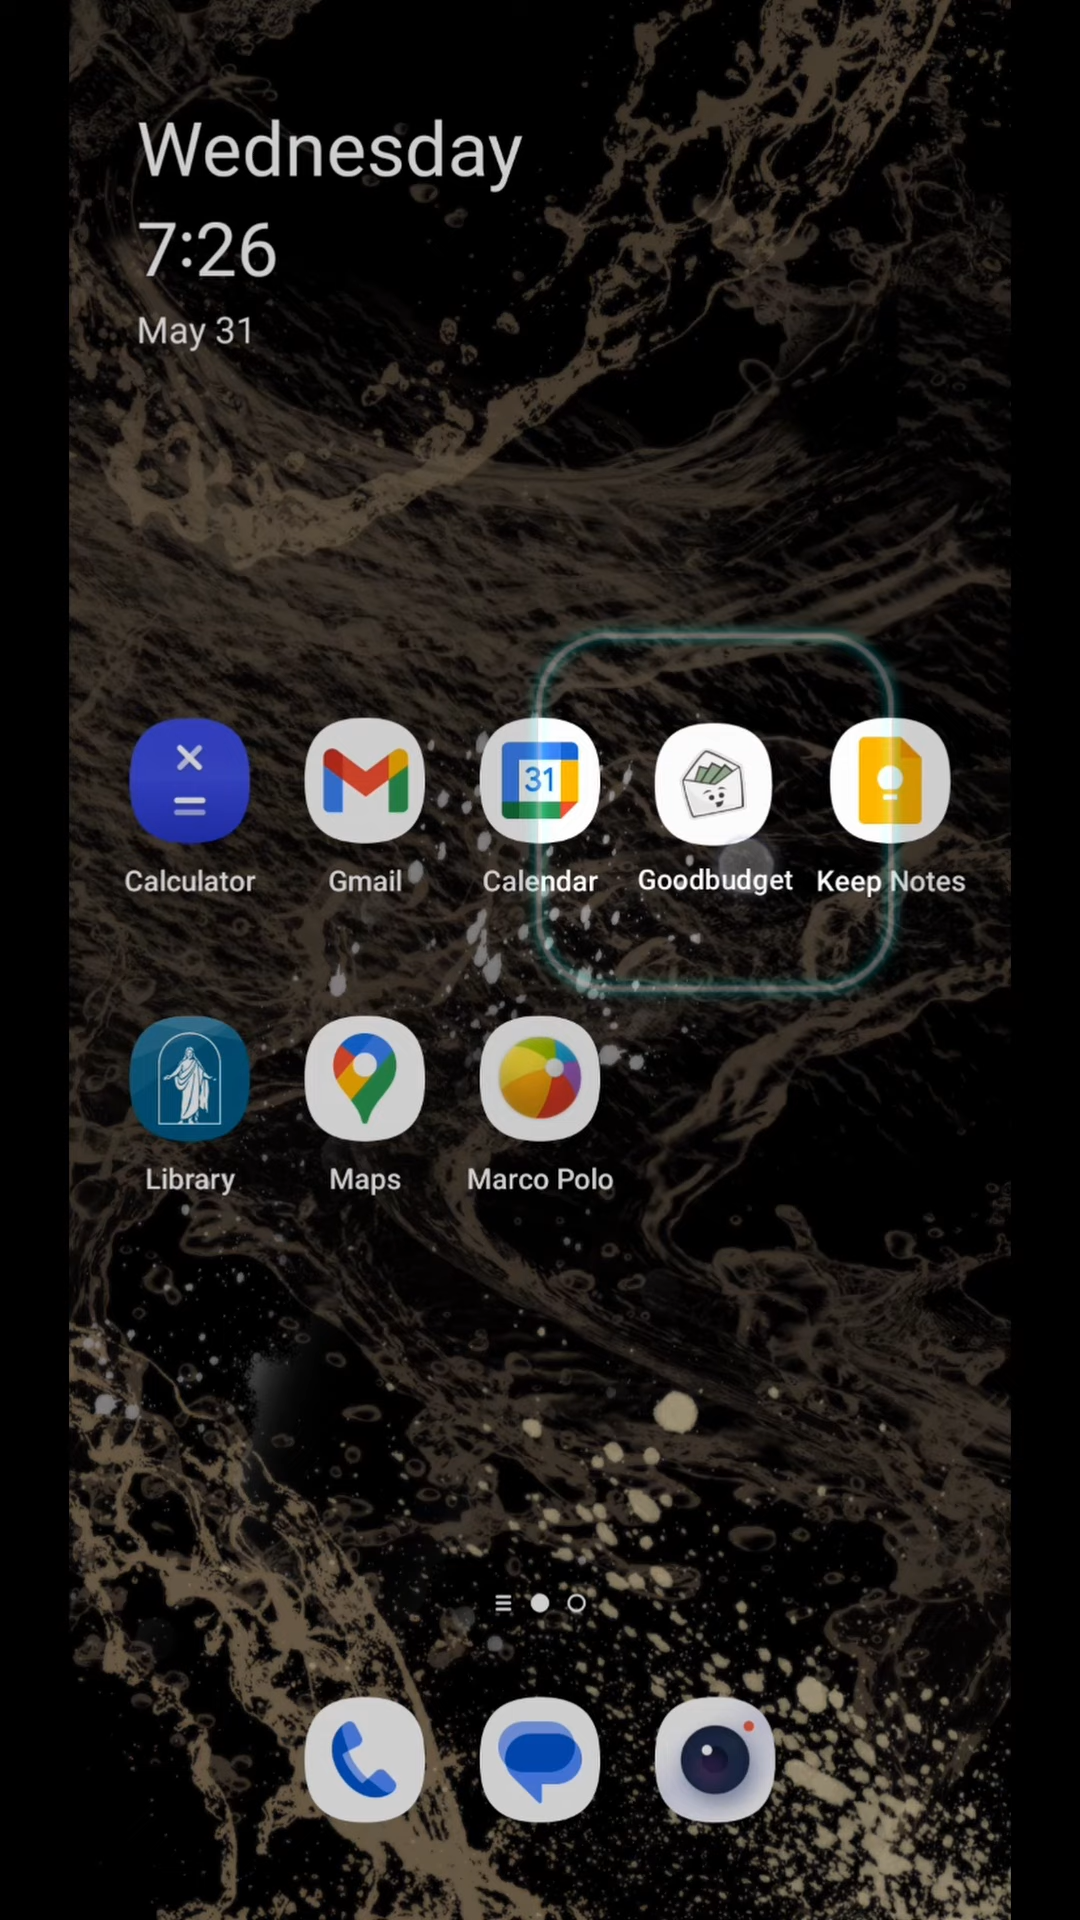 Wednesday
7:26
May 31
31
Calculator Gmail Calendar Goodbudget Keep Notes
Library Maps Marco Polo